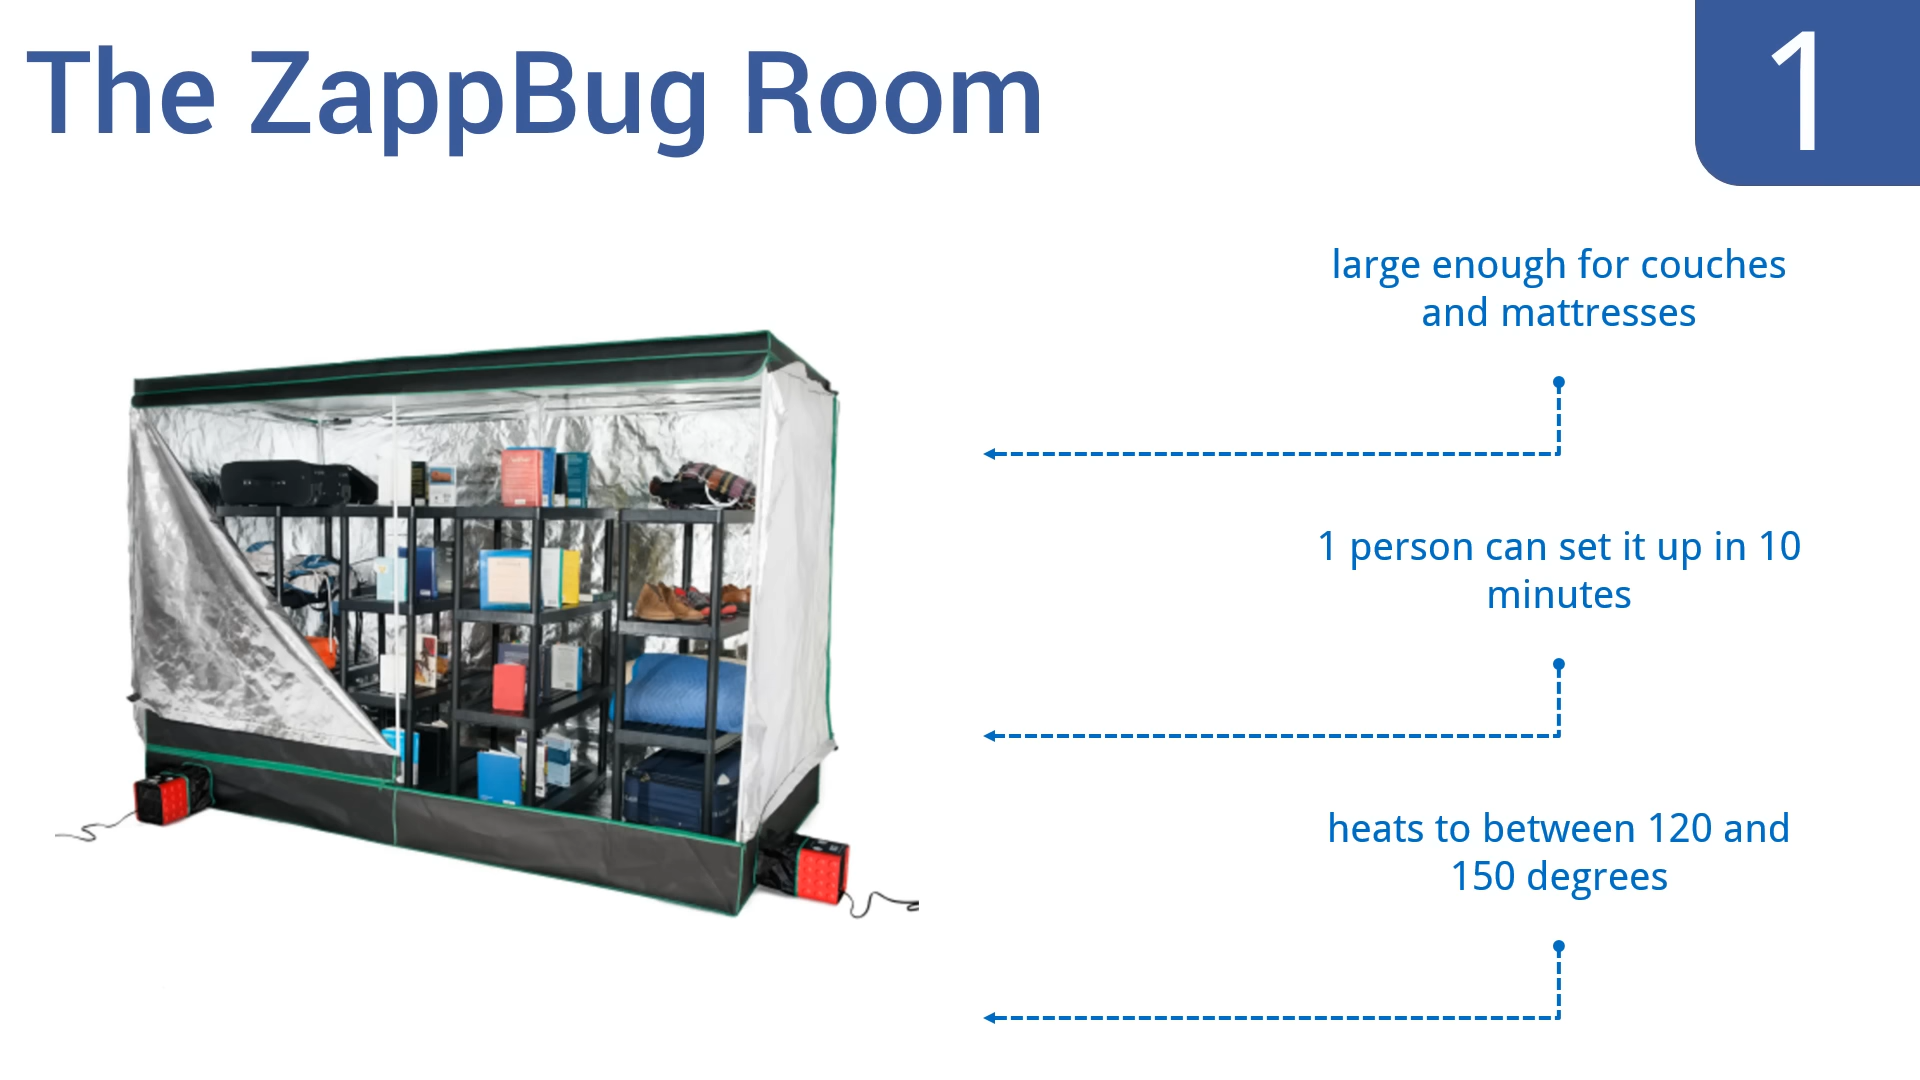 The ZappBug Room
1
large enough for couches
and mattresses
1 person can set it up in 10
minutes
heats to between 120 and
150 degrees